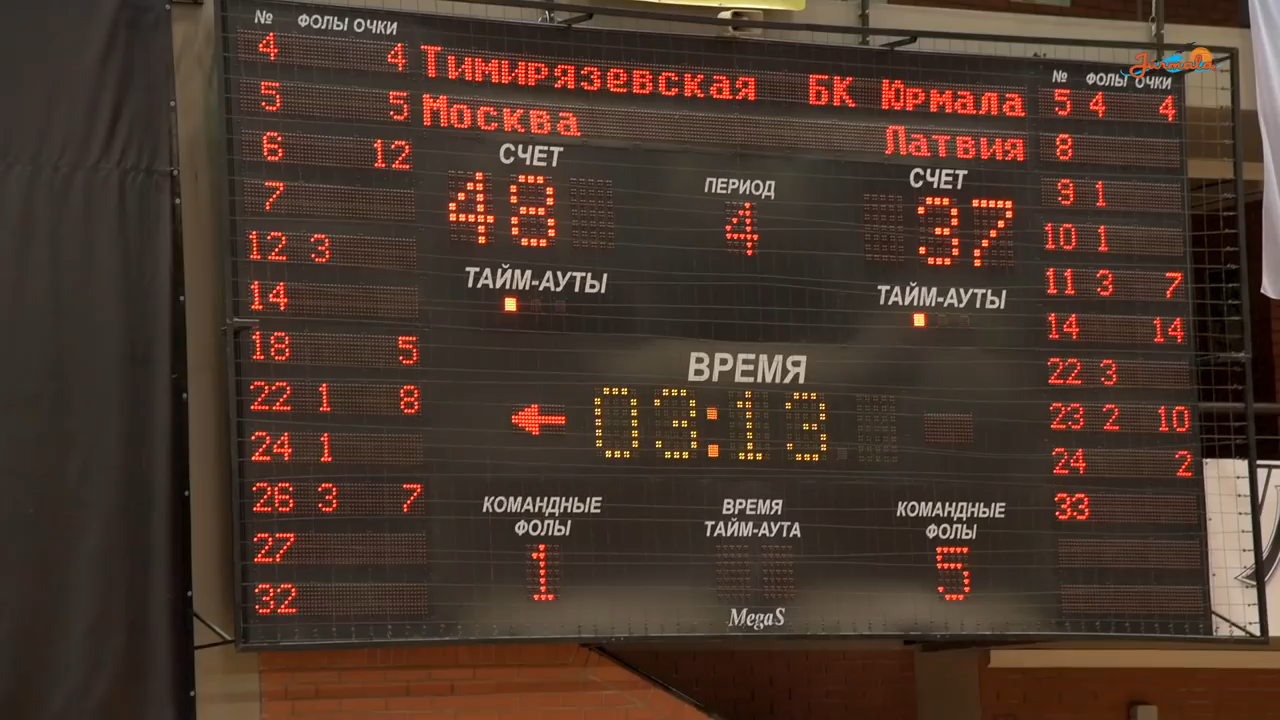 № ФОЛЫ ОЧКИ
4 4
5 5
6 12
7
12 3
14
18 5
22 1 8
24 1
26 3 7
27
32
Тимирязевская БК Юрмала
Москва Латвия
СЧЕТ ПЕРИОД СЧЕТ
48 4 37
ТАЙМ-АУТЫ ТАЙМ-АУТЫ
ВРЕМЯ
03:13
КОМАНДНЫЕ ФОЛЫ
1
ВРЕМЯ ТАЙМ-АУТА
КОМАНДНЫЕ ФОЛЫ
5
MegaS
Jurmala
№ ФОЛЫ ОЧКИ
5 4 4
8
9 1
10 1
11 3 7
14 14
22 3
23 2 10
24 2
33